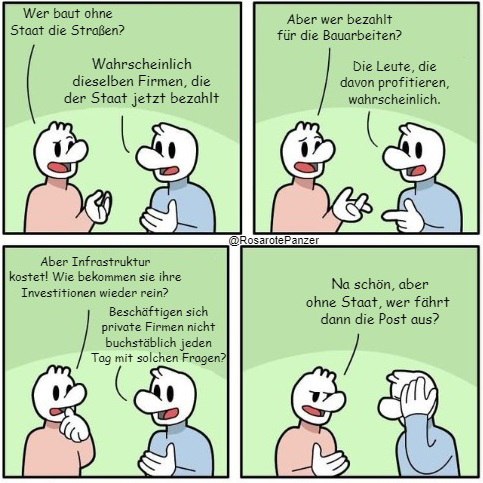 Wer baut ohne
Staat die Straßen?
Wahrscheinlich
dieselben Firmen, die
der Staat jetzt bezahlt
Aber wer bezahlt
für die Bauarbeiten?
Die Leute, die
davon profitieren,
wahrscheinlich.
@RosarotePanzer
Aber Infrastruktur
kostet! Wie bekommen sie ihre
Investitionen wieder rein?
Beschäftigen sich
private Firmen nicht
buchstäblich jeden
Tag mit solchen Fragen?
Na schön, aber
ohne Staat, wer fährt
dann die Post aus?